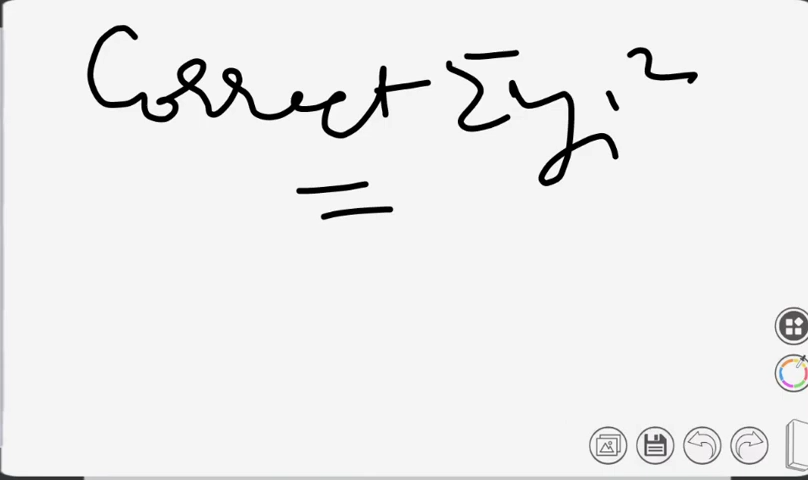 Correct Σyi²
=